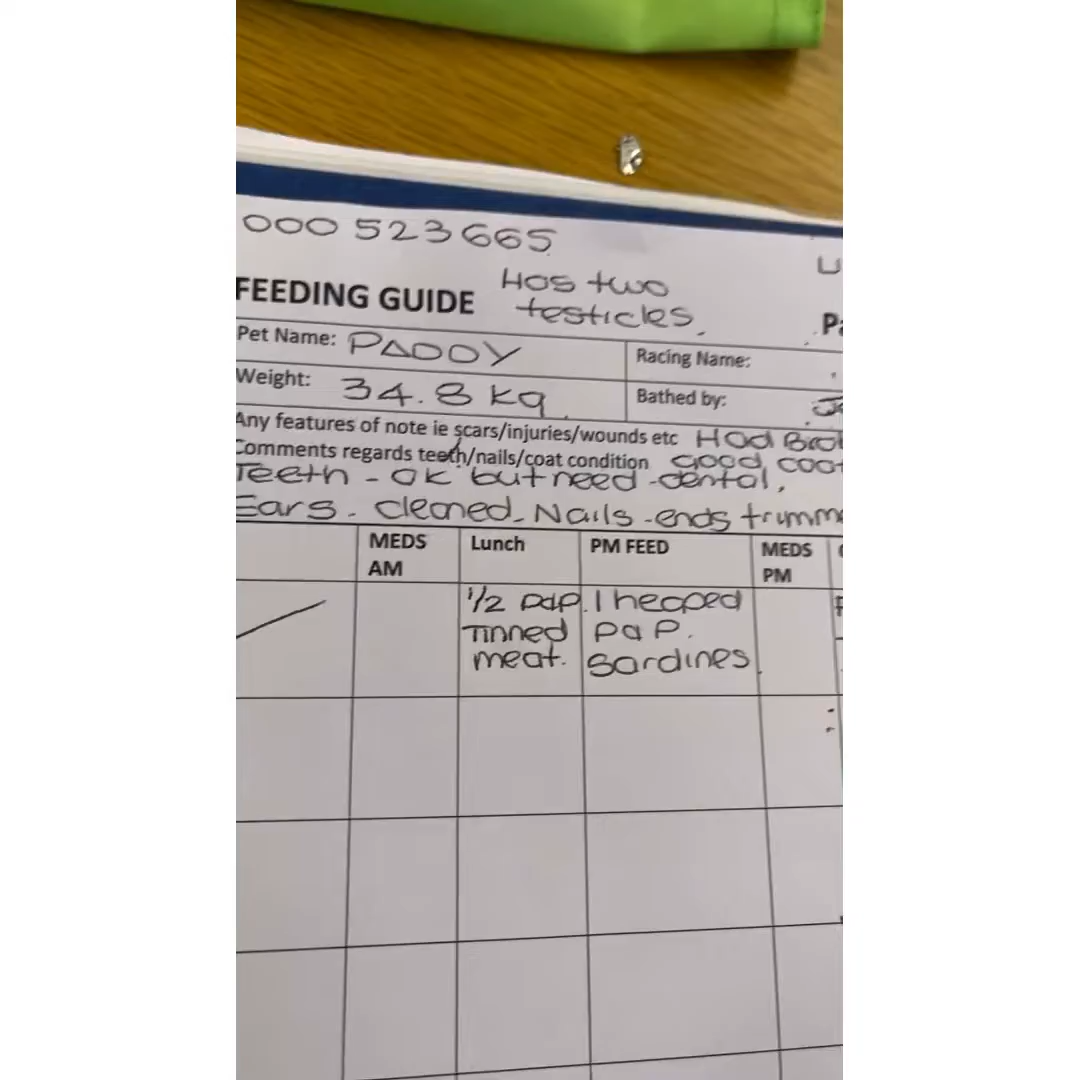 000 523665
Has two
FEEDING GUIDE testicles.
Pet Name: PADDY Racing Name:
Weight: 34.8 kg. Bathed by:
Any features of note ie scars/injuries/wounds etc Had
Comments regards teeth/nails/coat condition good
Teeth - ok but need - dental,
Ears - cleaned - Nails - ends
MEDS AM Lunch PM FEED MEDS PM
1/2 pap. 1 heaped
Tinned pap.
meat. Sardines.